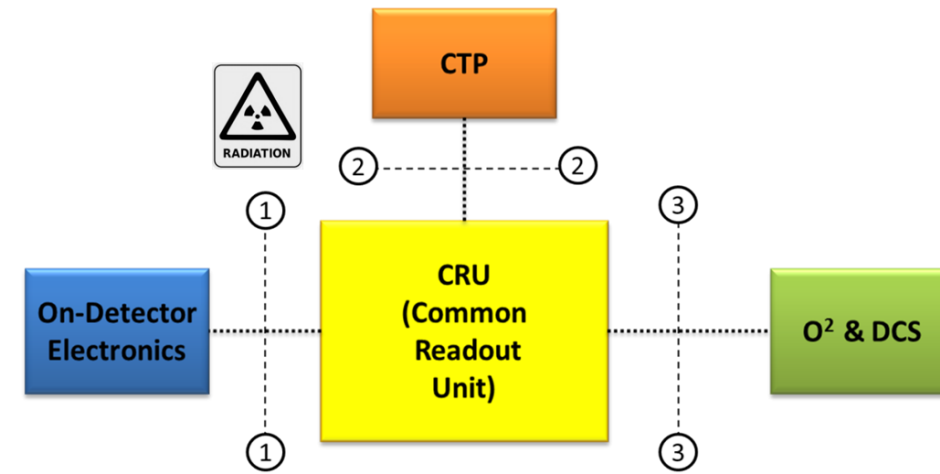 CTP
RADIATION
2
2
1
3
On-Detector
Electronics
CRU
(Common
Readout
Unit)
O² & DCS
1
3